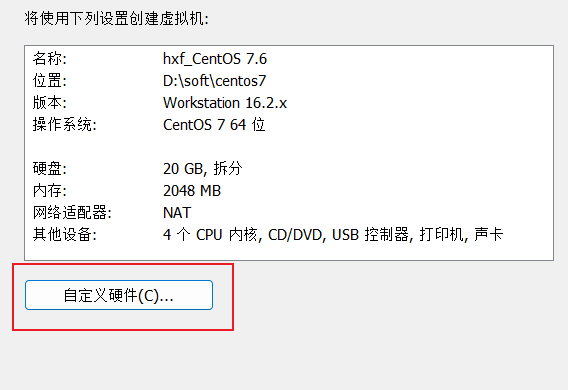 将使用下列设置创建虚拟机:
名称: hxf_CentOS 7.6
位置: D:\soft\centos7
版本: Workstation 16.2.x
操作系统: CentOS 7 64 位
硬盘: 20 GB, 拆分
内存: 2048 MB
网络适配器: NAT
其他设备: 4 个 CPU 内核, CD/DVD, USB 控制器, 打印机, 声卡
自定义硬件(C)...